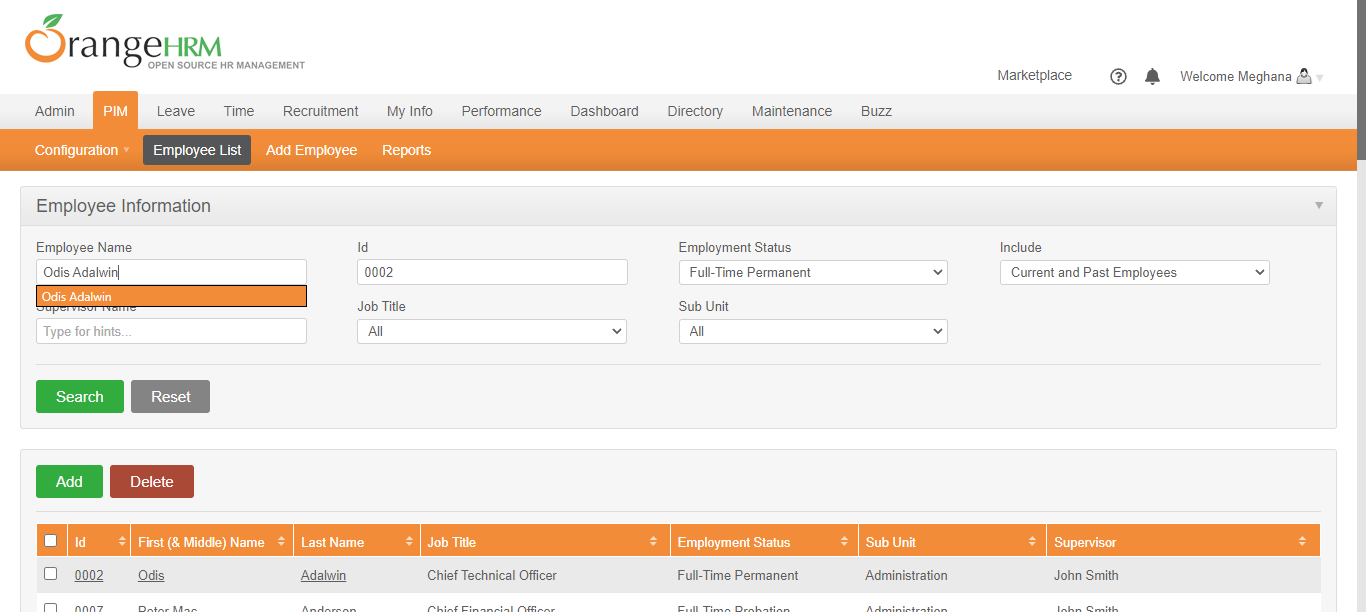 OrangeHRM
OPEN SOURCE HR MANAGEMENT
Marketplace ? Welcome Meghana
Admin PIM Leave Time Recruitment My Info Performance Dashboard Directory Maintenance Buzz
Configuration Employee List Add Employee Reports
Employee Information
Employee Name Id Employment Status Include
Odis Adalwin 0002 Full-Time Permanent Current and Past Employees
Odis Adalwin
Supervisor Name Job Title Sub Unit
Type for hints... All All
Search Reset
Add Delete
Id First (& Middle) Name Last Name Job Title Employment Status Sub Unit Supervisor
0002 Odis Adalwin Chief Technical Officer Full-Time Permanent Administration John Smith
0007 Peter Mac Anderson Chief Financial Officer Full-Time Probation Administration John Smith